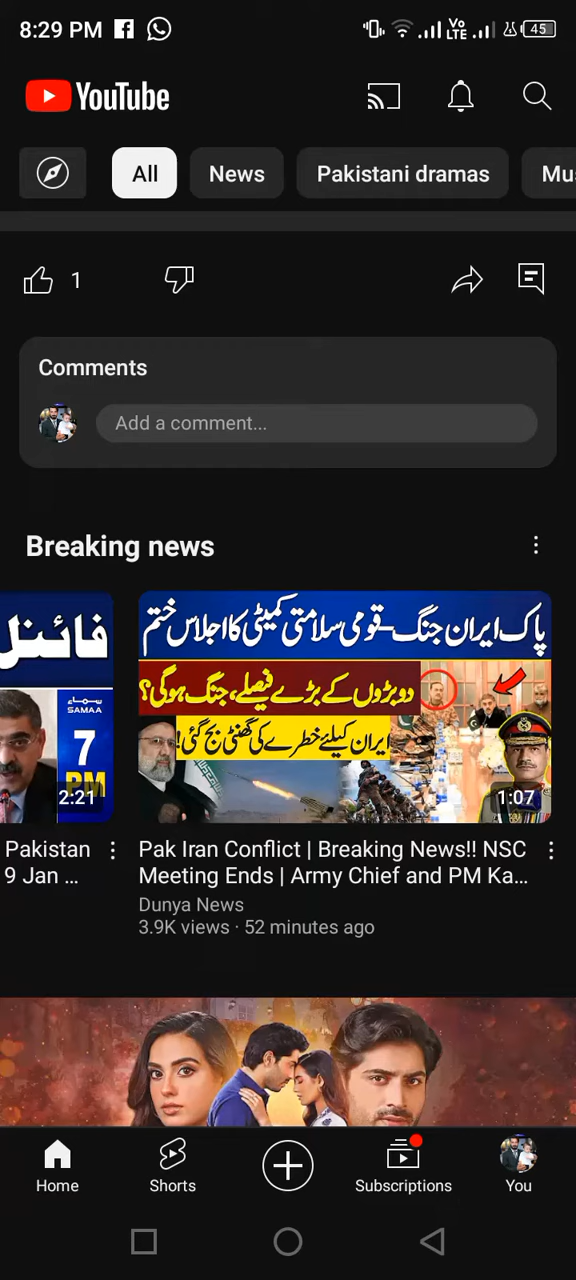 8:29 PM
Vo
LTE
45
YouTube
All
News
Pakistani dramas
Mus
1
Comments
Add a comment...
Breaking news
فائنل
SAMAA
7
PM
2:21
پاک ایران جنگ-قومی سلامتی کمیٹی کا اجلاس ختم
دو بڑوں کے بڑے فیصلے، جنگ ہوگی؟
ایران کیلئے خطرے کی گھنٹی بج گئی!
1:07
Pakistan
9 Jan ...
Pak Iran Conflict | Breaking News!! NSC
Meeting Ends | Army Chief and PM Ka...
Dunya News
3.9K views · 52 minutes ago
Home
Shorts
Subscriptions
You